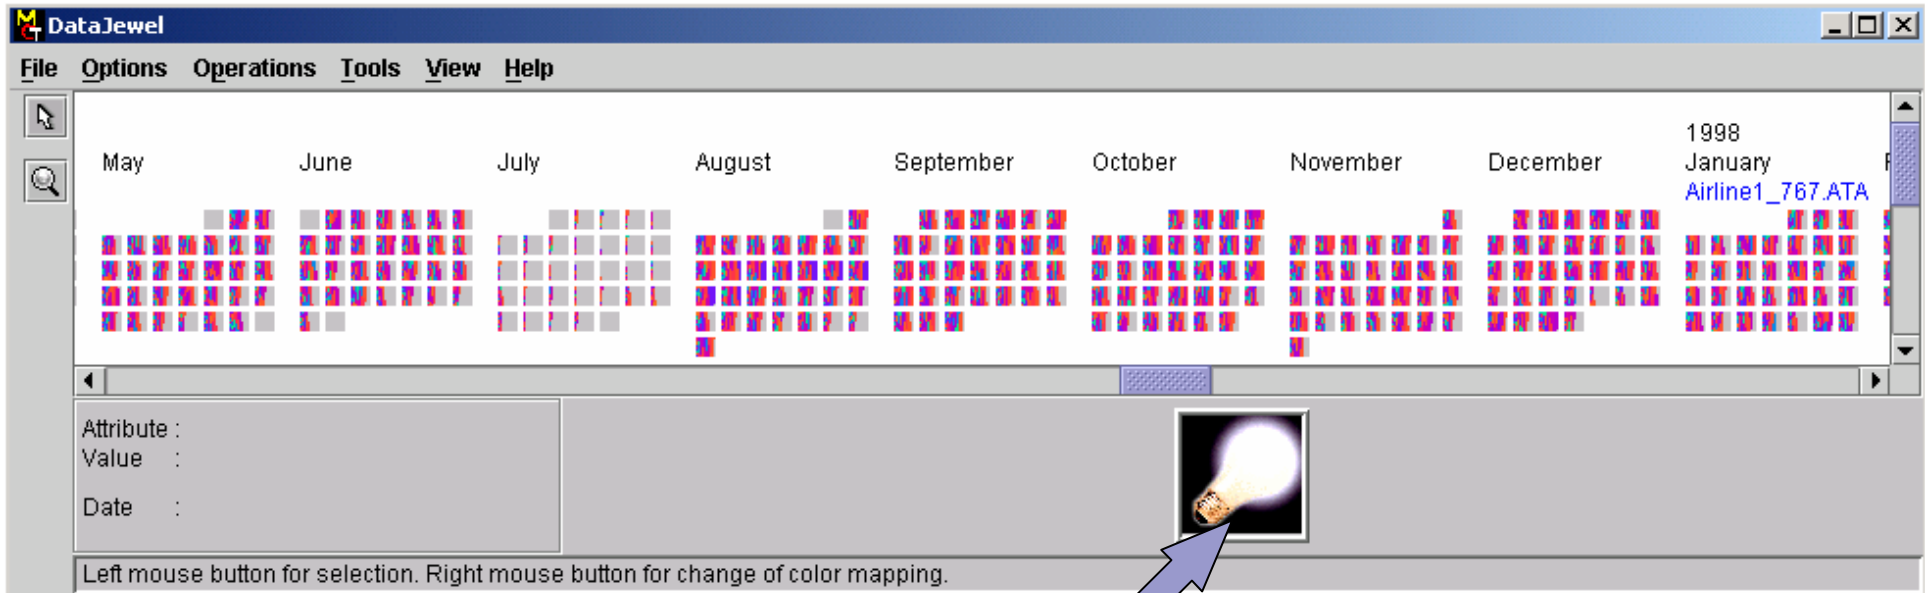 DataJewel
File Options Operations Tools View Help
1998
May June July August September October November December January
Airline1_767.ATA
Attribute :
Value :
Date :
Left mouse button for selection. Right mouse button for change of color mapping.